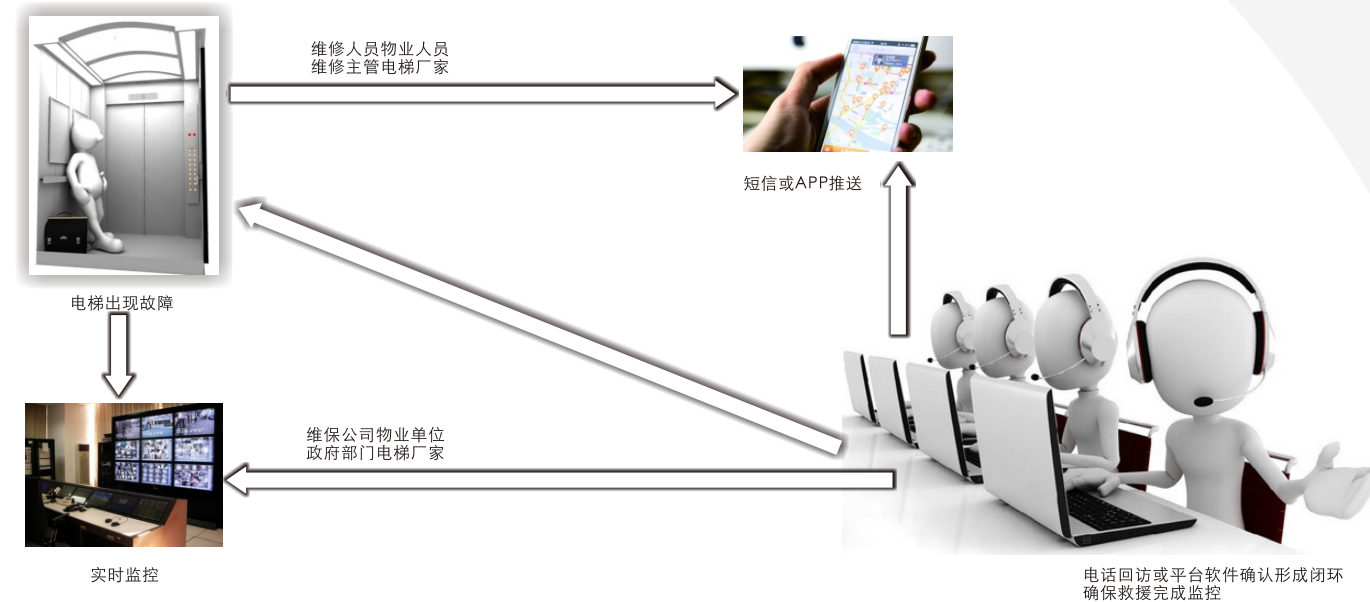 维修人员物业人员
维修主管电梯厂家
短信或APP推送
电梯出现故障
维保公司物业单位
政府部门电梯厂家
实时监控
电话回访或平台软件确认形成闭环
确保救援完成监控